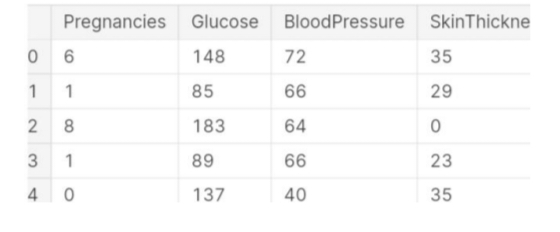 Pregnancies Glucose BloodPressure SkinThickne
0 6 148 72 35
1 1 85 66 29
2 8 183 64 0
3 1 89 66 23
4 0 137 40 35